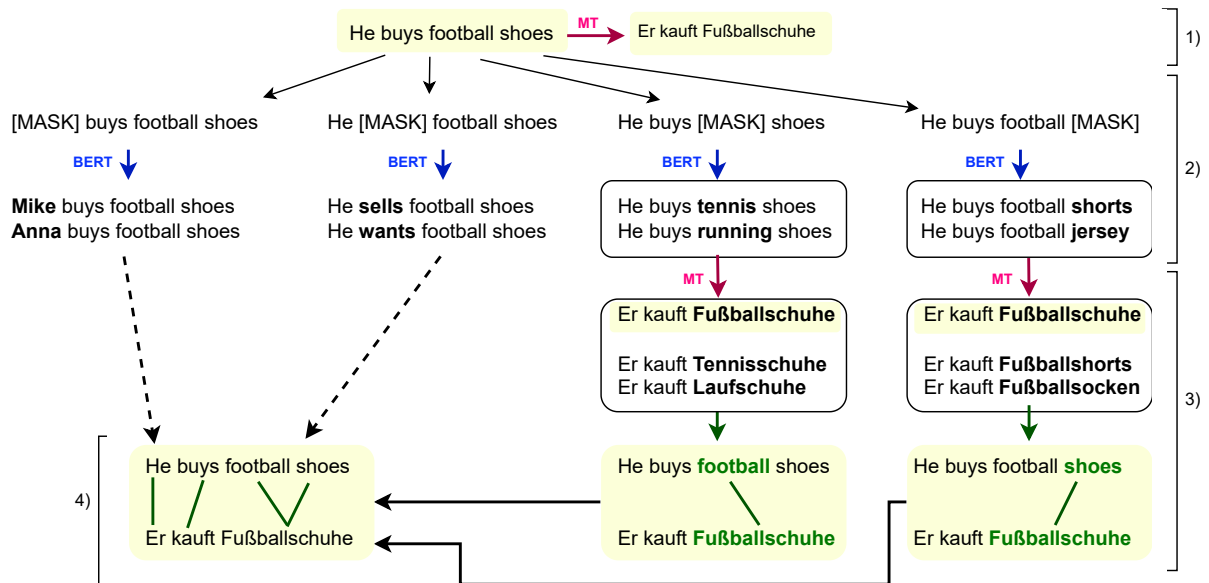 He buys football shoes
MT
Er kauft Fußballschuhe
1)
[MASK] buys football shoes
He [MASK] football shoes
He buys [MASK] shoes
He buys football [MASK]
BERT
BERT
BERT
BERT
2)
Mike buys football shoes
Anna buys football shoes
He sells football shoes
He wants football shoes
He buys tennis shoes
He buys running shoes
He buys football shorts
He buys football jersey
MT
MT
Er kauft Fußballschuhe
Er kauft Tennisschuhe
Er kauft Laufschuhe
Er kauft Fußballschuhe
Er kauft Fußballshorts
Er kauft Fußballsocken
3)
4)
He buys football shoes
Er kauft Fußballschuhe
He buys football shoes
Er kauft Fußballschuhe
He buys football shoes
Er kauft Fußballschuhe